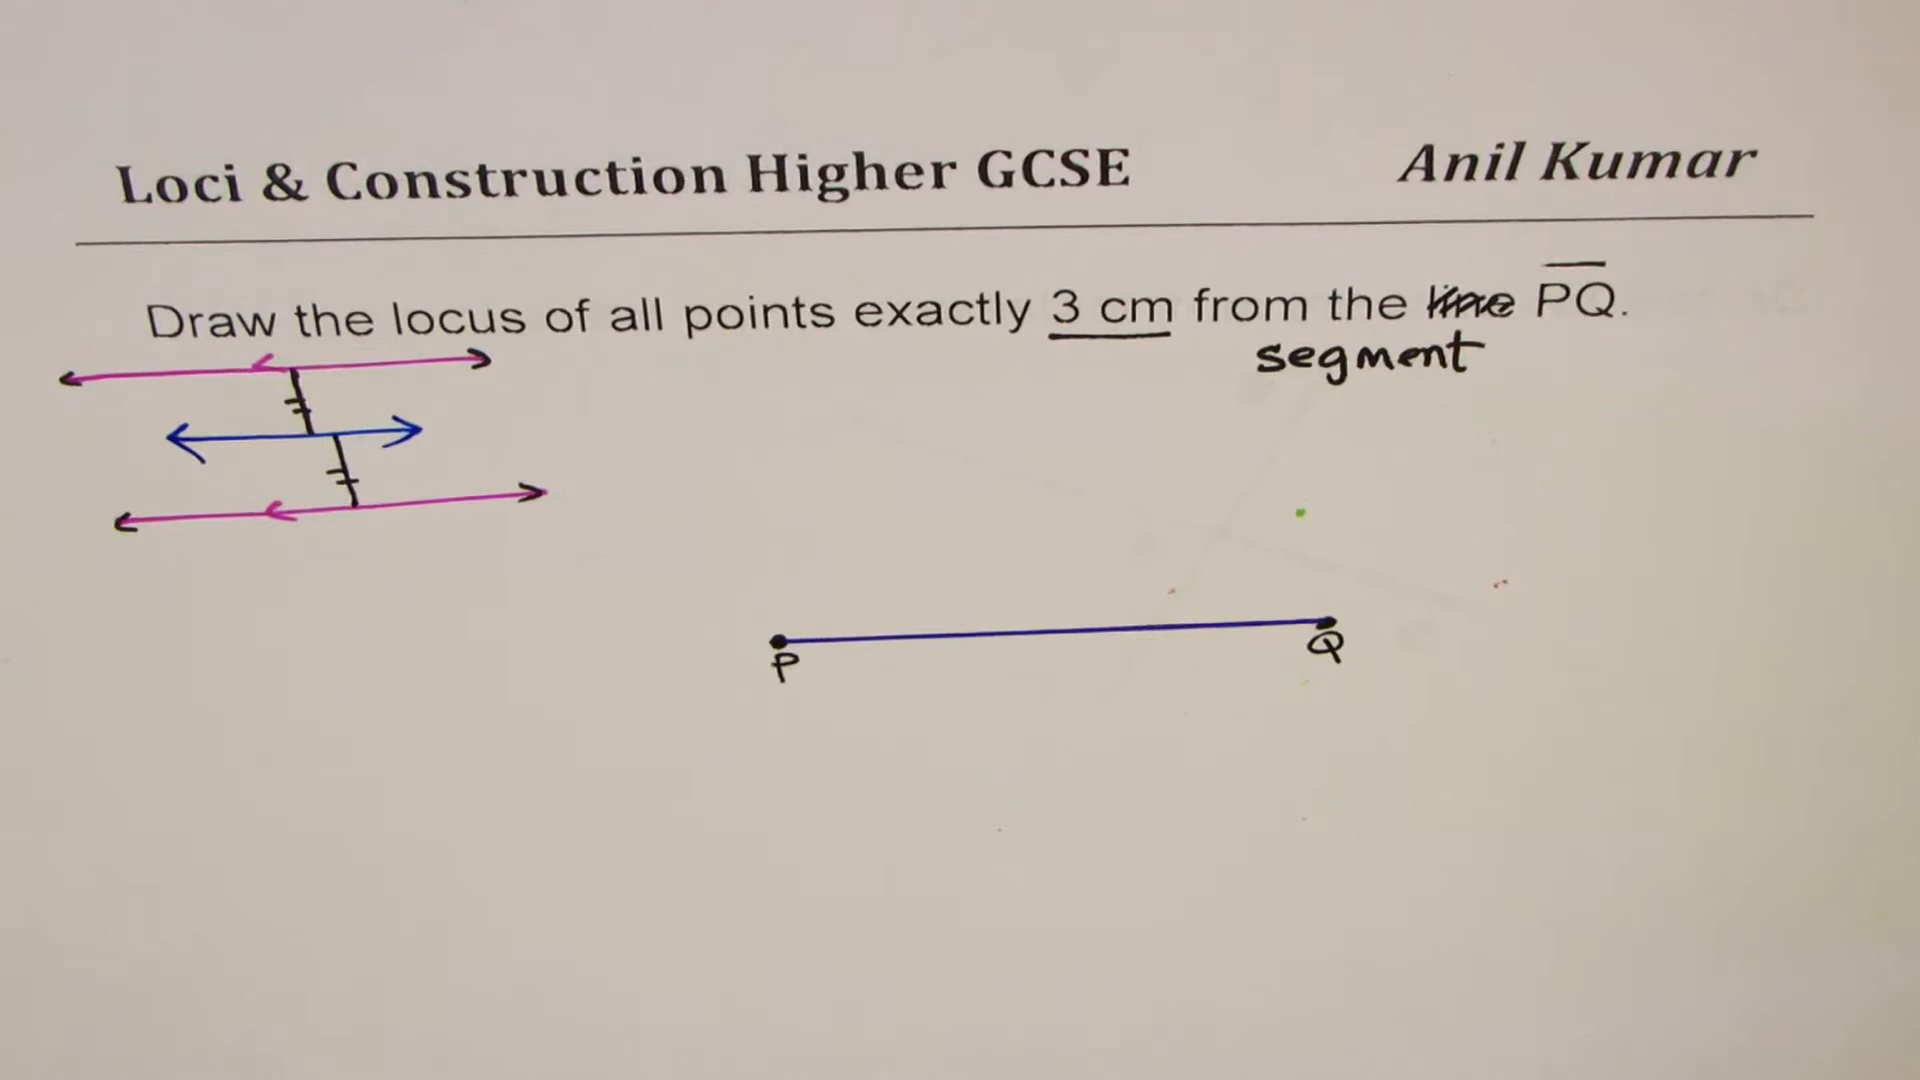 Loci & Construction Higher GCSE Anil Kumar
Draw the locus of all points exactly 3 cm from the line PQ.
segment
P Q